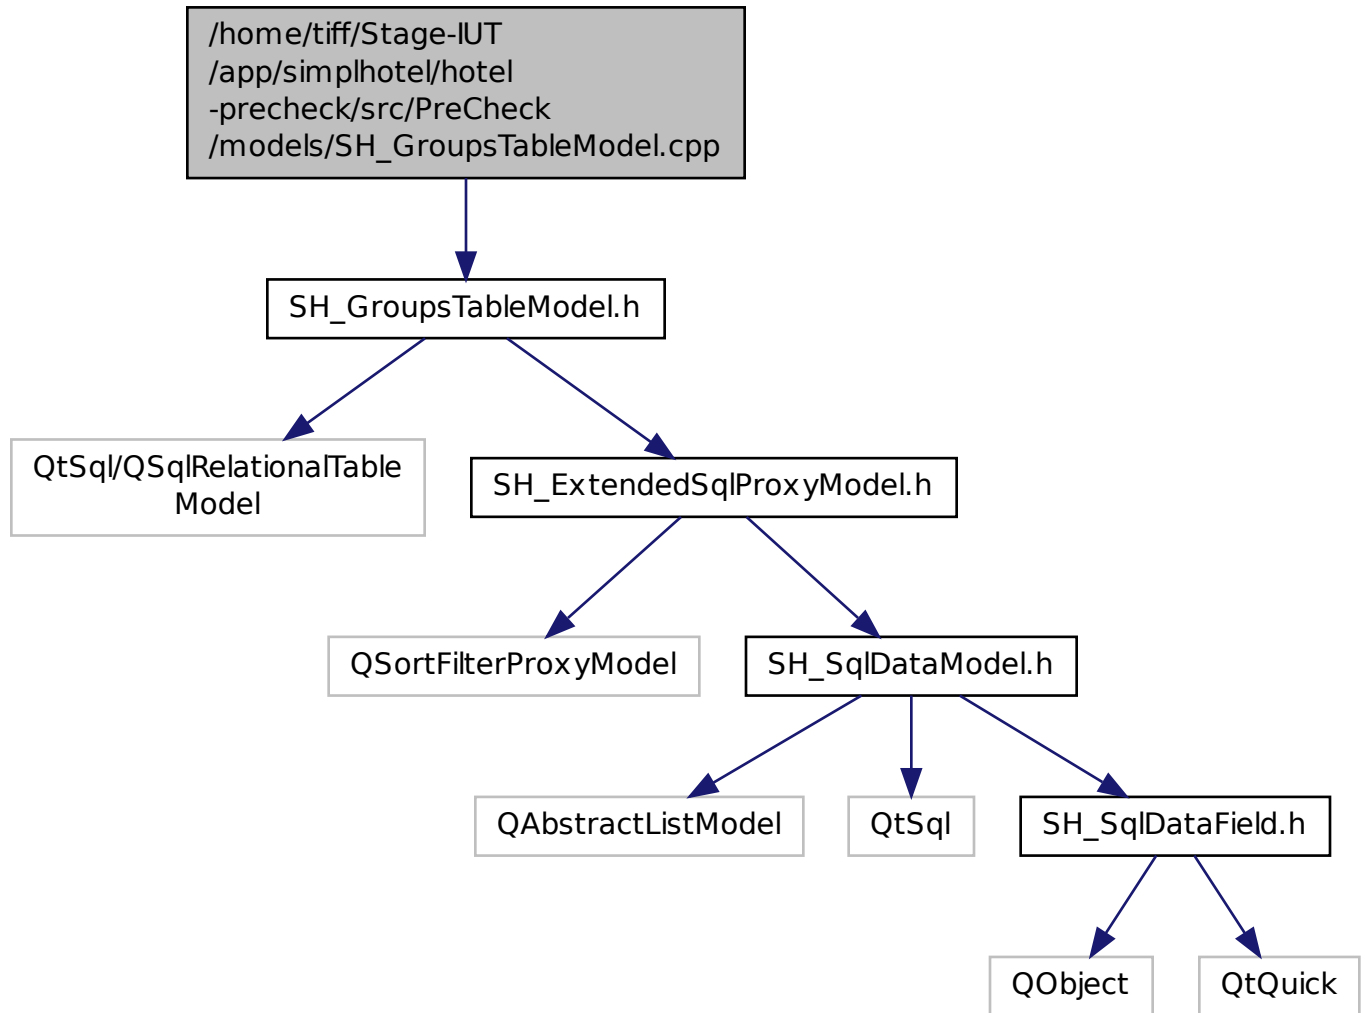 /home/tiff/Stage-IUT
/app/simplhotel/hotel
-precheck/src/PreCheck
/models/SH_GroupsTableModel.cpp
SH_GroupsTableModel.h
QtSql/QSqlRelationalTable
Model
SH_ExtendedSqlProxyModel.h
QSortFilterProxyModel
SH_SqlDataModel.h
QAbstractListModel
QtSql
SH_SqlDataField.h
QObject
QtQuick